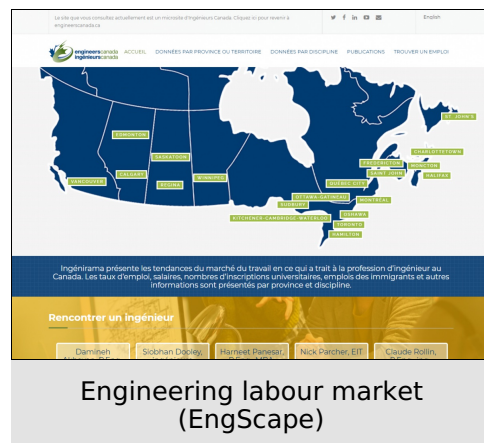 Le site que vous consultez actuellement est un microsite d'Ingénieurs Canada. Cliquez ici pour revenir à
engineerscanada.ca
English
engineerscanada
ingénieurscanada
ACCUEIL DONNÉES PAR PROVINCE OU TERRITOIRE DONNÉES PAR DISCIPLINE PUBLICATIONS TROUVER UN EMPLOI
ST. JOHN'S
EDMONTON
CHARLOTTETOWN
SASKATOON
FREDERICTON MONCTON
CALGARY WINNIPEG SAINT JOHN HALIFAX
VANCOUVER REGINA QUEBEC CITY
OTTAWA-GATINEAU MONTRÉAL
SUDBURY
KITCHENER-CAMBRIDGE-WATERLOO OSHAWA
TORONTO
HAMILTON
Ingénirama présente les tendances du marché du travail en ce qui a trait à la profession d'ingénieur au
Canada. Les taux d'emploi, salaires, nombres d'inscriptions universitaires, emplois des immigrants et autres
informations sont présentés par province et discipline.
Rencontrer un ingénieur
Damineh Siobhan Dooley, Harneet Panesar, Nick Parcher, EIT Claude Rollin,
Engineering labour market
(EngScape)